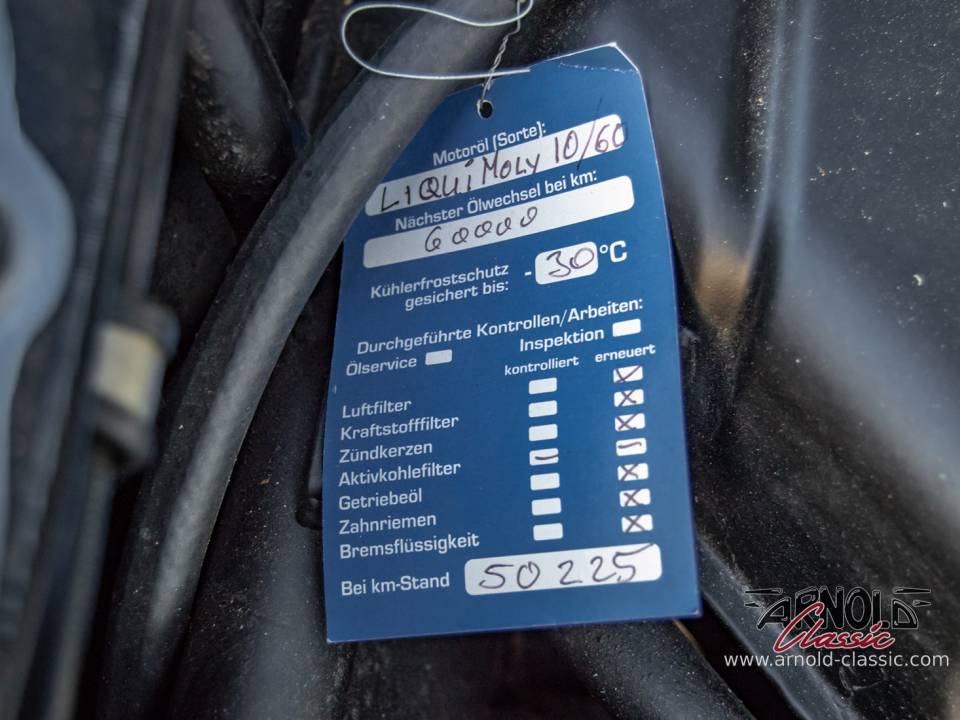 Motoröl (Sorte):
LIQUI MOLY 10/60
Nächster Ölwechsel bei km:
60000
Kühlerfrostschutz
gesichert bis: - 30 °C
Durchgeführte Kontrollen/Arbeiten:
Ölservice Inspektion
kontrolliert erneuert
Luftfilter
Kraftstofffilter
Zündkerzen
Aktivkohlefilter
Getriebeöl
Zahnriemen
Bremsflüssigkeit
Bei km-Stand 50225
ARNOLD
Classic
www.arnold-classic.com